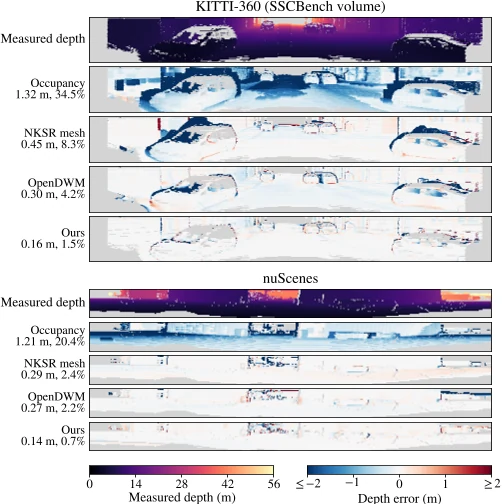 KITTI-360 (SSCBench volume)
Measured depth
Occupancy
1.32 m, 34.5%
NKSR mesh
0.45 m, 8.3%
OpenDWM
0.30 m, 4.2%
Ours
0.16 m, 1.5%
nuScenes
Measured depth
Occupancy
1.21 m, 20.4%
NKSR mesh
0.29 m, 2.4%
OpenDWM
0.27 m, 2.2%
Ours
0.14 m, 0.7%
0 14 28 42 56
Measured depth (m)
≤ −2 −1 0 1 ≥ 2
Depth error (m)